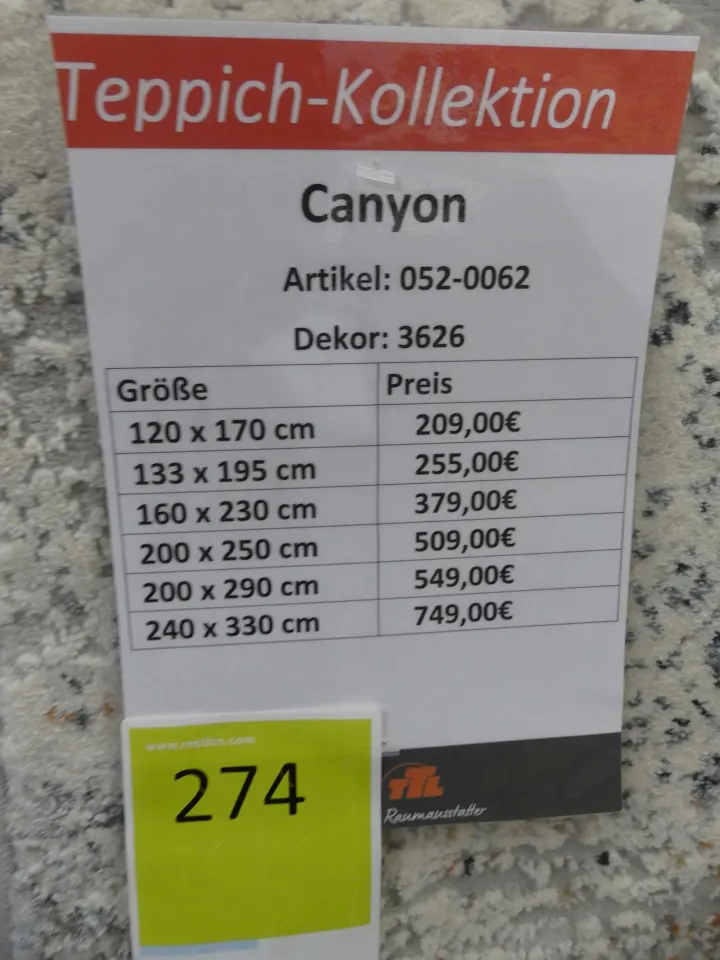 Teppich-Kollektion
Canyon
Artikel: 052-0062
Dekor: 3626
Größe Preis
120 x 170 cm 209,00€
133 x 195 cm 255,00€
160 x 230 cm 379,00€
200 x 250 cm 509,00€
200 x 290 cm 549,00€
240 x 330 cm 749,00€
274
TTL
Raumausstatter